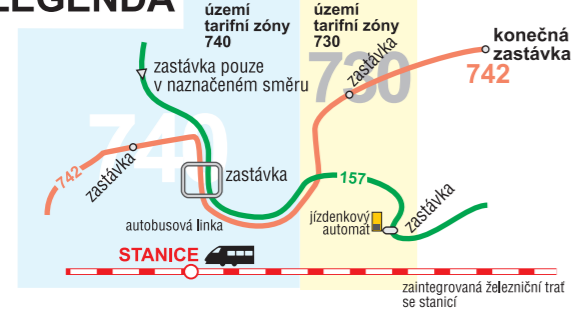 LEGENDA
území
tarifní zóny
740
území
tarifní zóny
730
konečná
zastávka
742
zastávka
730
zastávka pouze
v naznačeném směru
740
742
zastávka
zastávka
157
zastávka
autobusová linka
jízdenkový
automat
STANICE
zaintegrovaná železniční trať
se stanicí